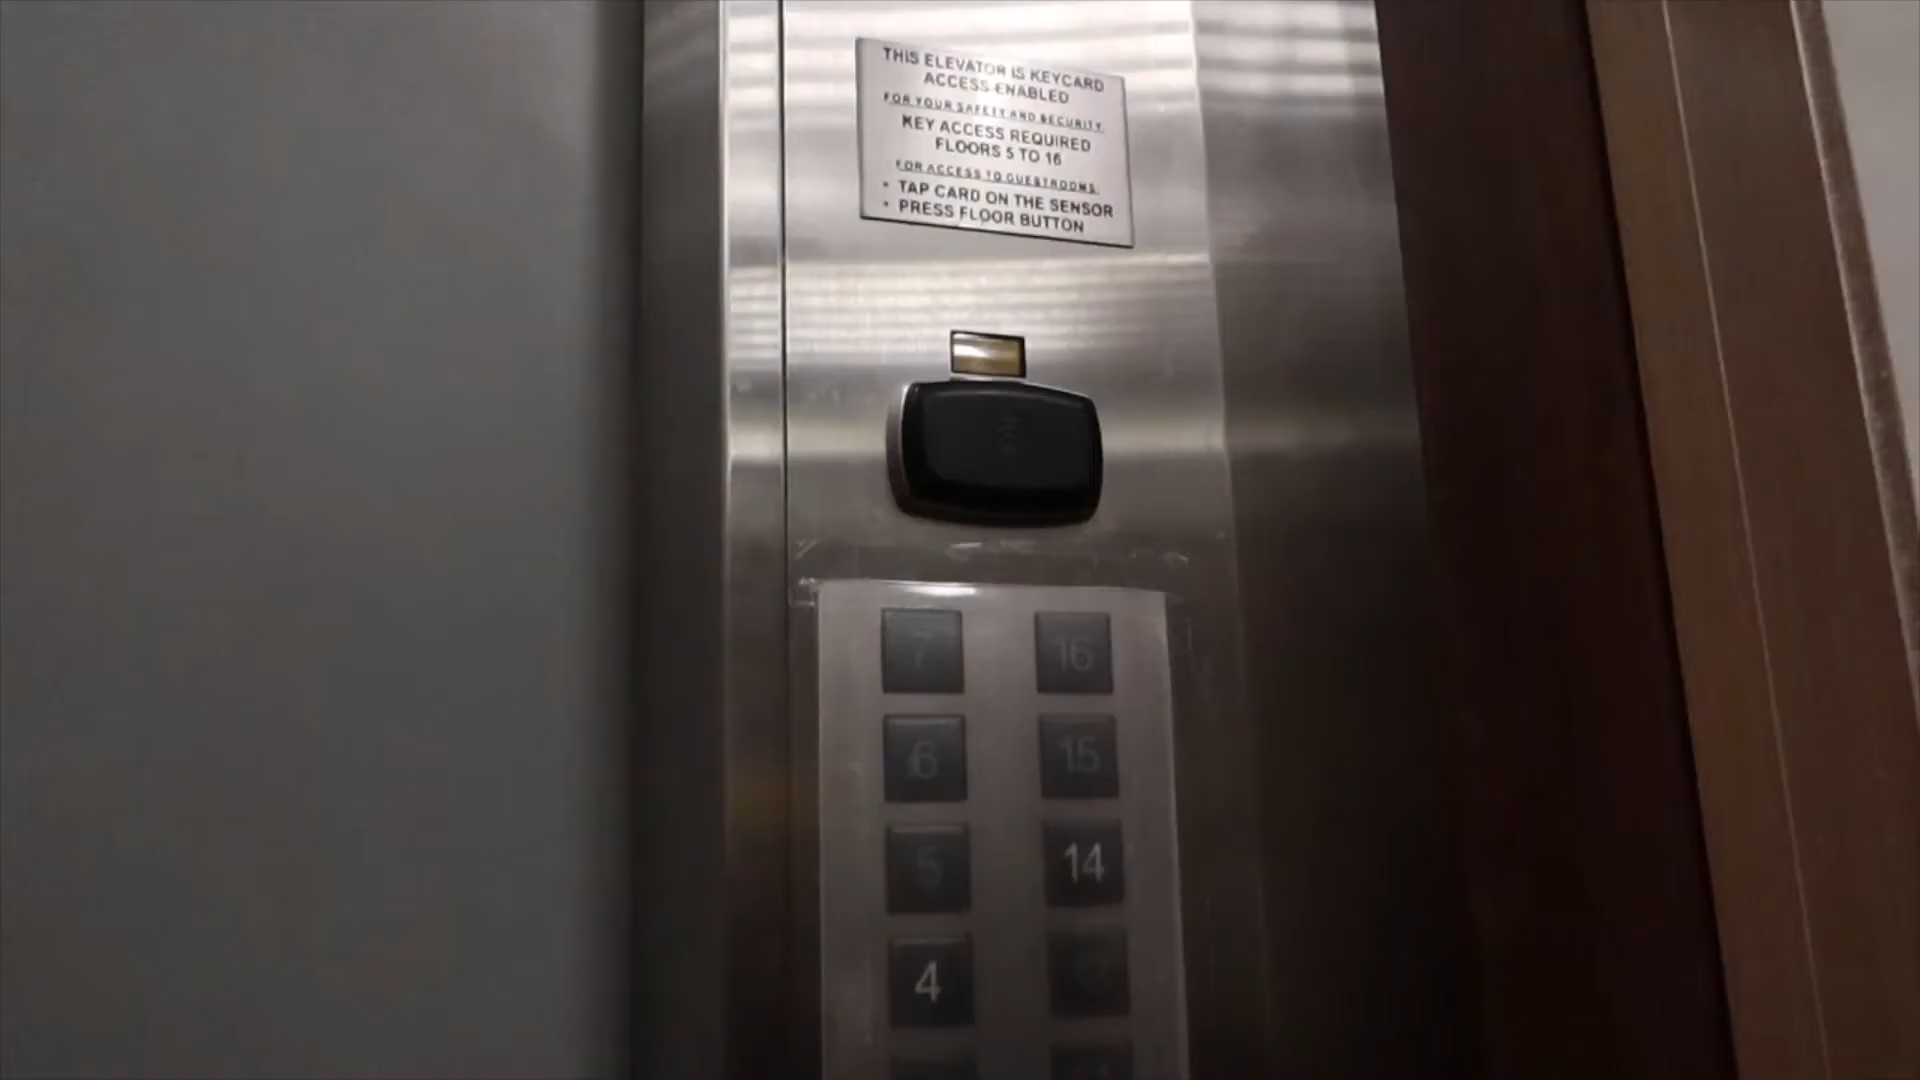 THIS ELEVATOR IS KEYCARD
ACCESS ENABLED
FOR YOUR SAFETY AND SECURITY:
KEY ACCESS REQUIRED
FLOORS 5 TO 16
FOR ACCESS TO GUESTROOMS:
• TAP CARD ON THE SENSOR
• PRESS FLOOR BUTTON
7 16
6 15
5 14
4